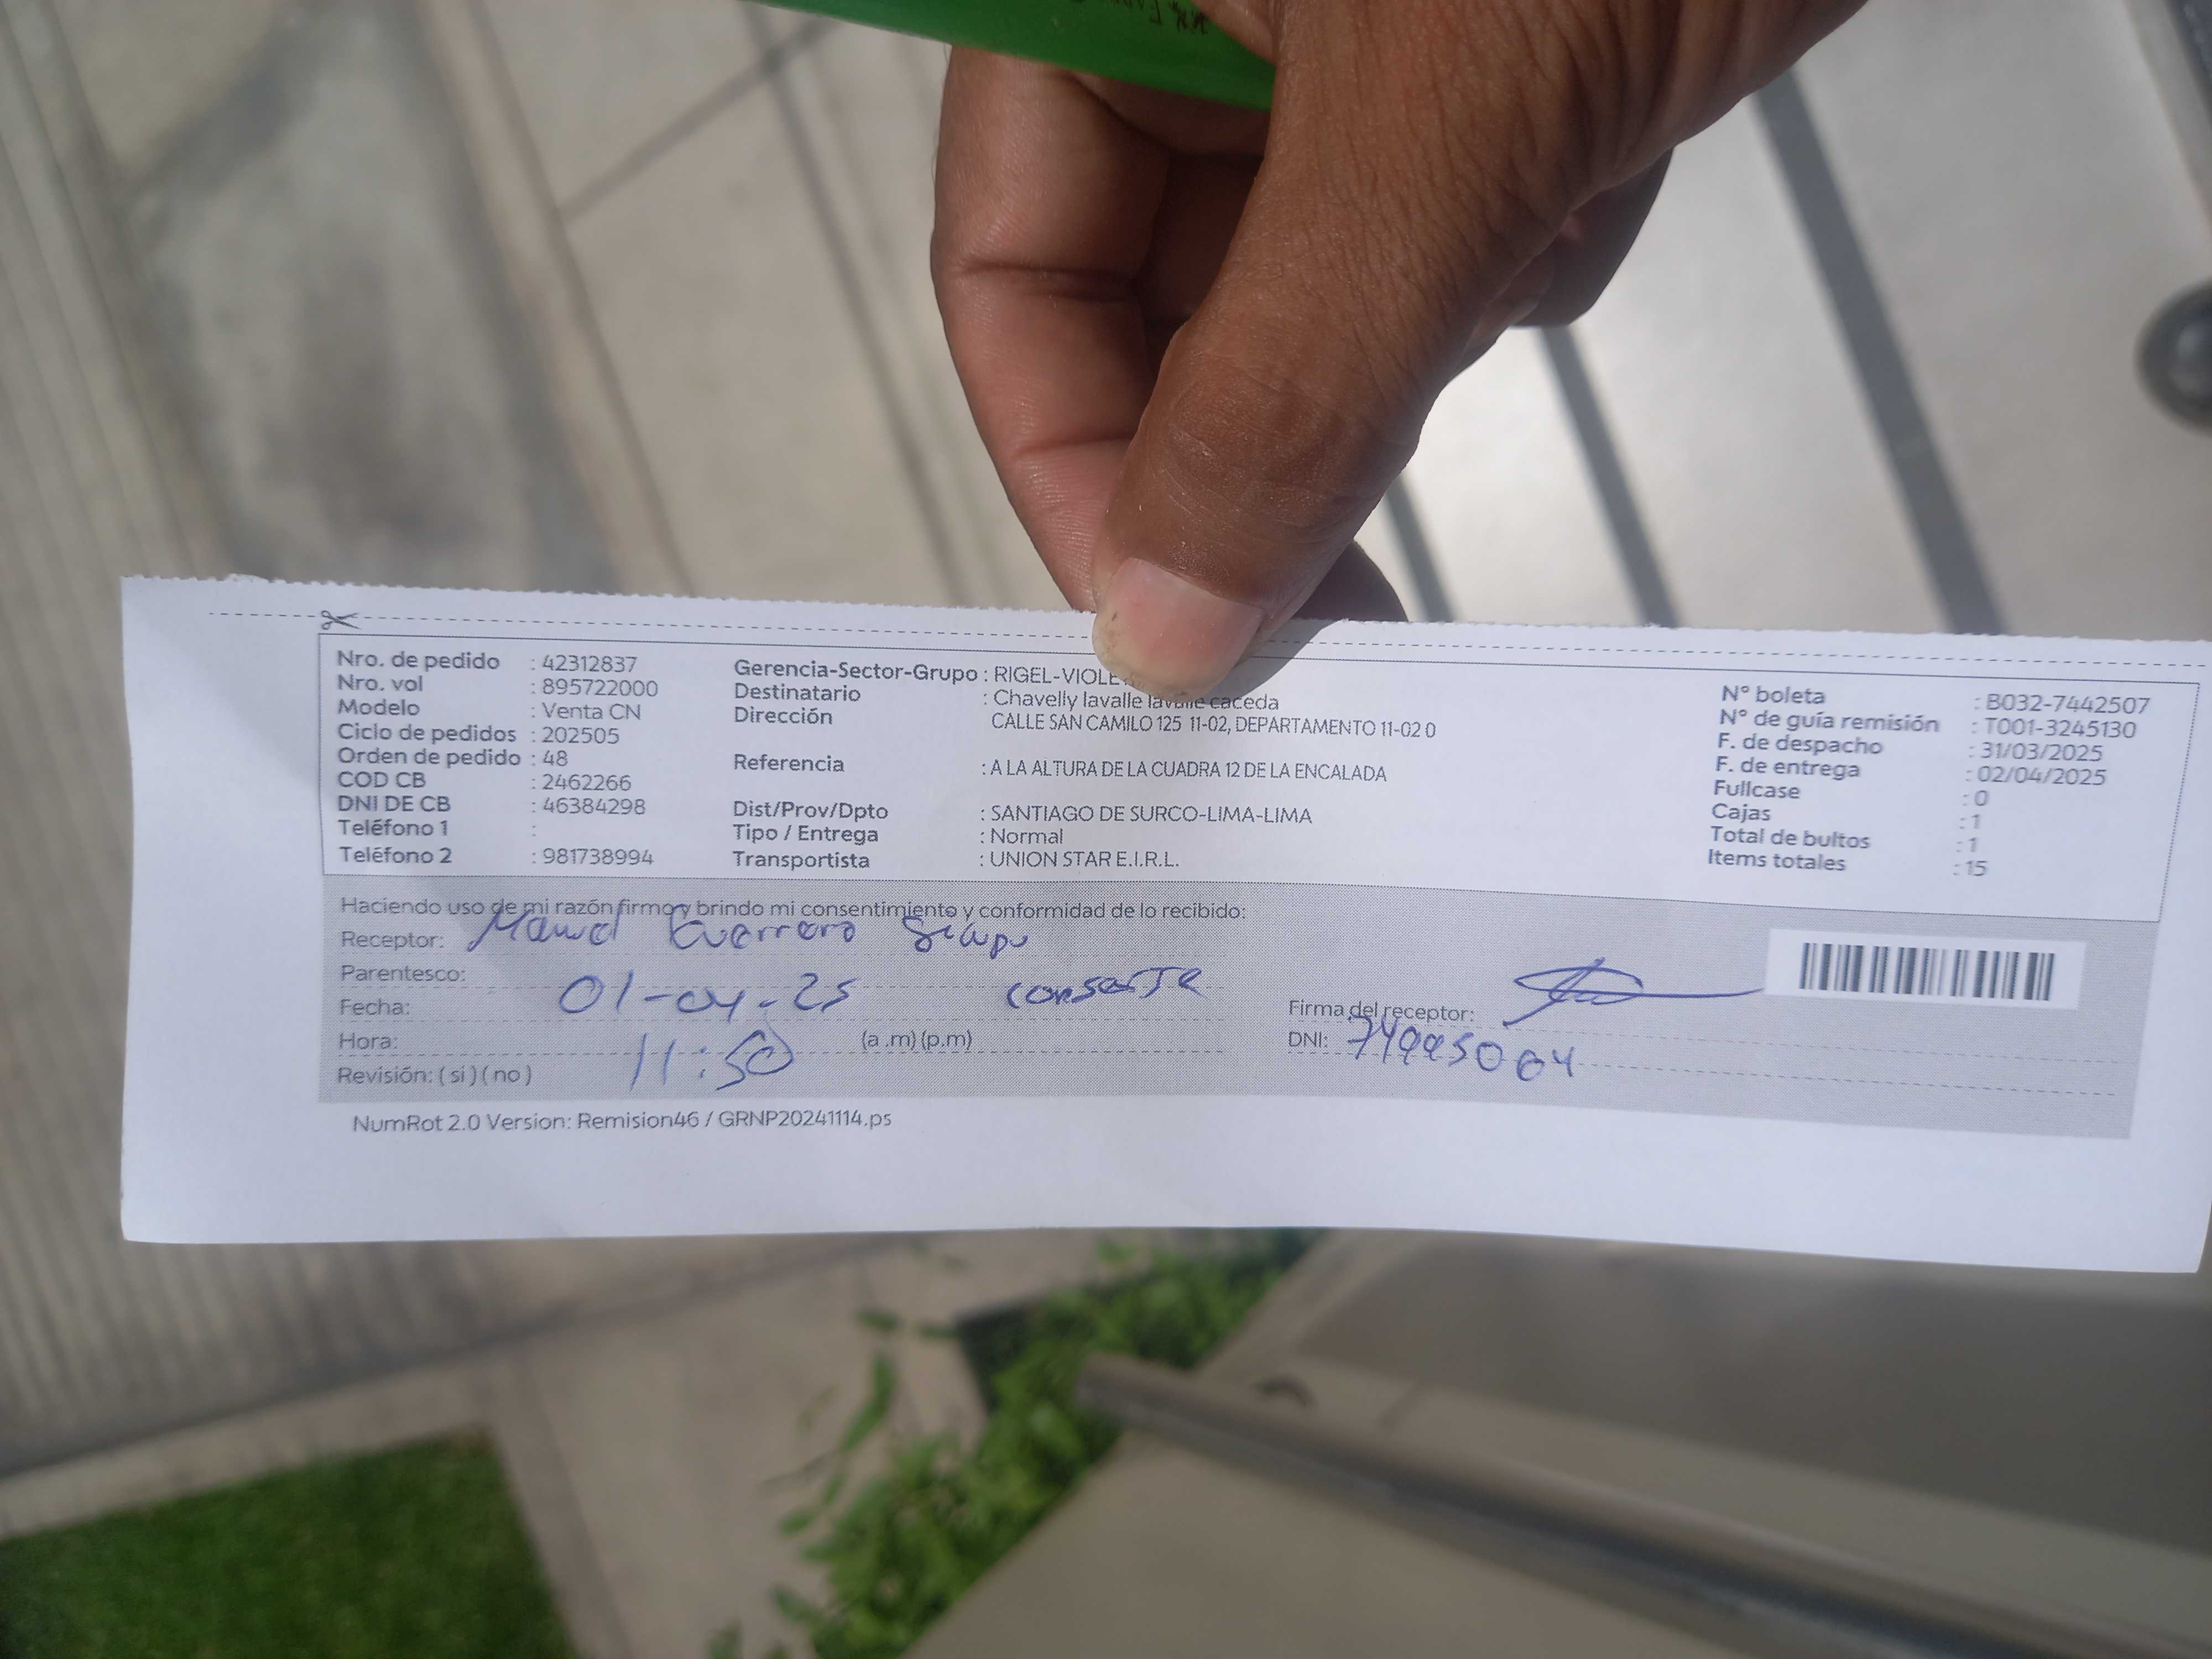 Nro. de pedido : 42312837
Nro. vol : 895722000
Modelo : Venta CN
Ciclo de pedidos : 202505
Orden de pedido : 48
COD CB : 2462266
DNI DE CB : 46384298
Teléfono 1 :
Teléfono 2 : 981738994
Gerencia-Sector-Grupo : RIGEL-VIOLE
Destinatario : Chavelly lavalle lavalle caceda
Dirección CALLE SAN CAMILO 125 11-02, DEPARTAMENTO 11-02 0
Referencia : A LA ALTURA DE LA CUADRA 12 DE LA ENCALADA
Dist/Prov/Dpto : SANTIAGO DE SURCO-LIMA-LIMA
Tipo / Entrega : Normal
Transportista : UNION STAR E.I.R.L.
N° boleta : B032-7442507
N° de guía remisión : T001-3245130
F. de despacho : 31/03/2025
F. de entrega : 02/04/2025
Fullcase : 0
Cajas : 1
Total de bultos : 1
Items totales : 15
Haciendo uso de mi razón firmo y brindo mi consentimiento y conformidad de lo recibido:
Receptor: Manuel Guerrero
Parentesco: conserje
Fecha: 01-04-25
Hora: 11:50 (a .m) (p.m)
Revisión: ( si ) ( no )
Firma del receptor:
DNI:
NumRot 2.0 Version: Remision46 / GRNP20241114.ps